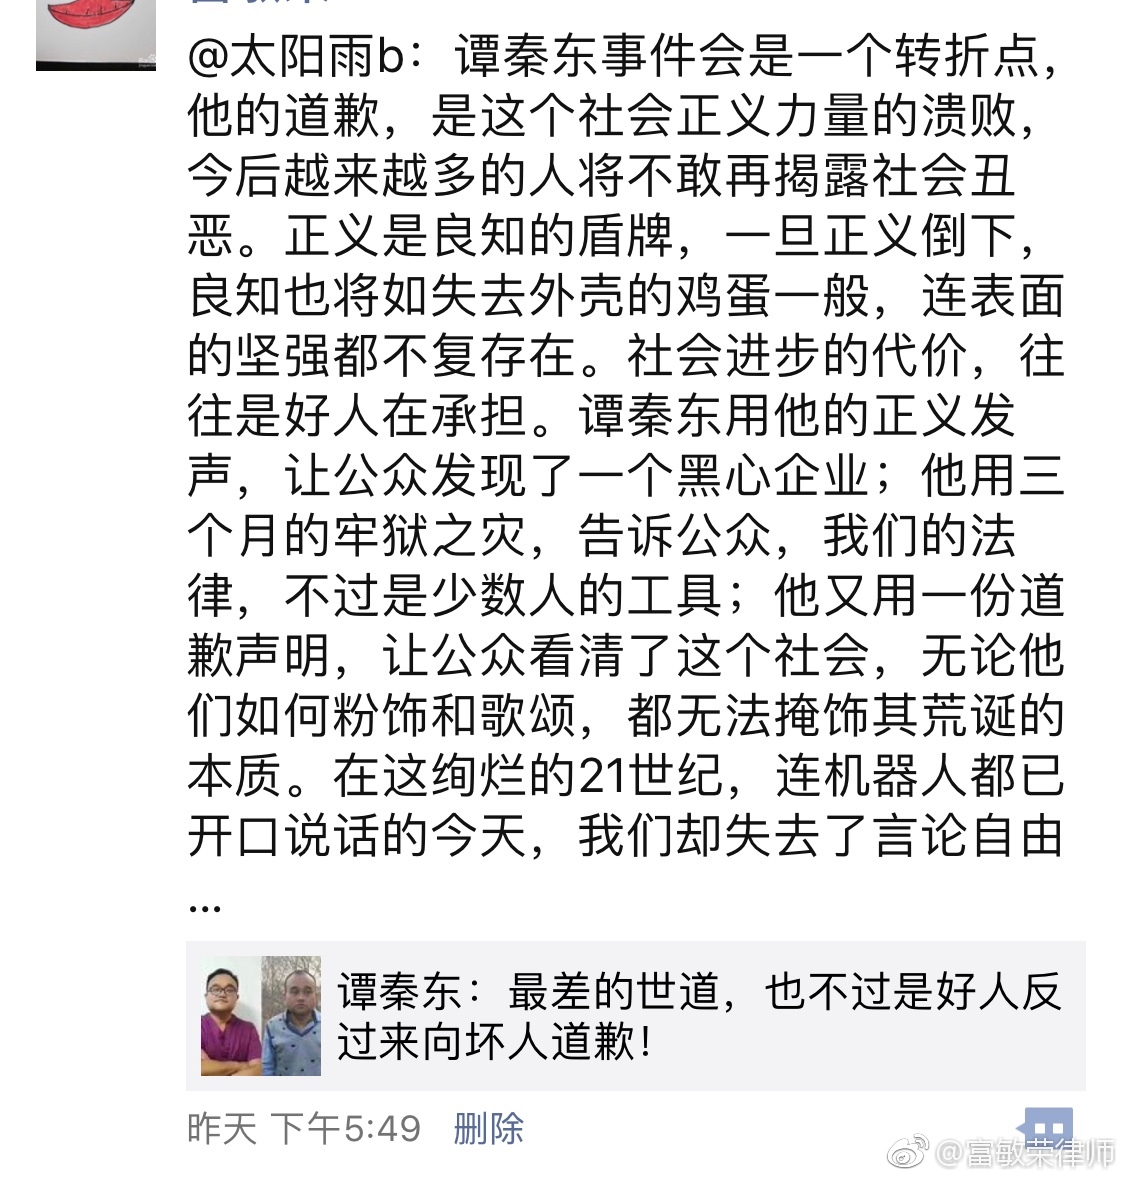 @太阳雨b：谭秦东事件会是一个转折点，
他的道歉，是这个社会正义力量的溃败，
今后越来越多的人将不敢再揭露社会丑
恶。正义是良知的盾牌，一旦正义倒下，
良知也将如失去外壳的鸡蛋一般，连表面
的坚强都不复存在。社会进步的代价，往
往是好人在承担。谭秦东用他的正义发
声，让公众发现了一个黑心企业；他用三
个月的牢狱之灾，告诉公众，我们的法
律，不过是少数人的工具；他又用一份道
歉声明，让公众看清了这个社会，无论他
们如何粉饰和歌颂，都无法掩饰其荒诞的
本质。在这绚烂的21世纪，连机器人都已
开口说话的今天，我们却失去了言论自由
...
谭秦东：最差的世道，也不过是好人反
过来向坏人道歉！
昨天 下午5:49 删除
@富敏荣律师